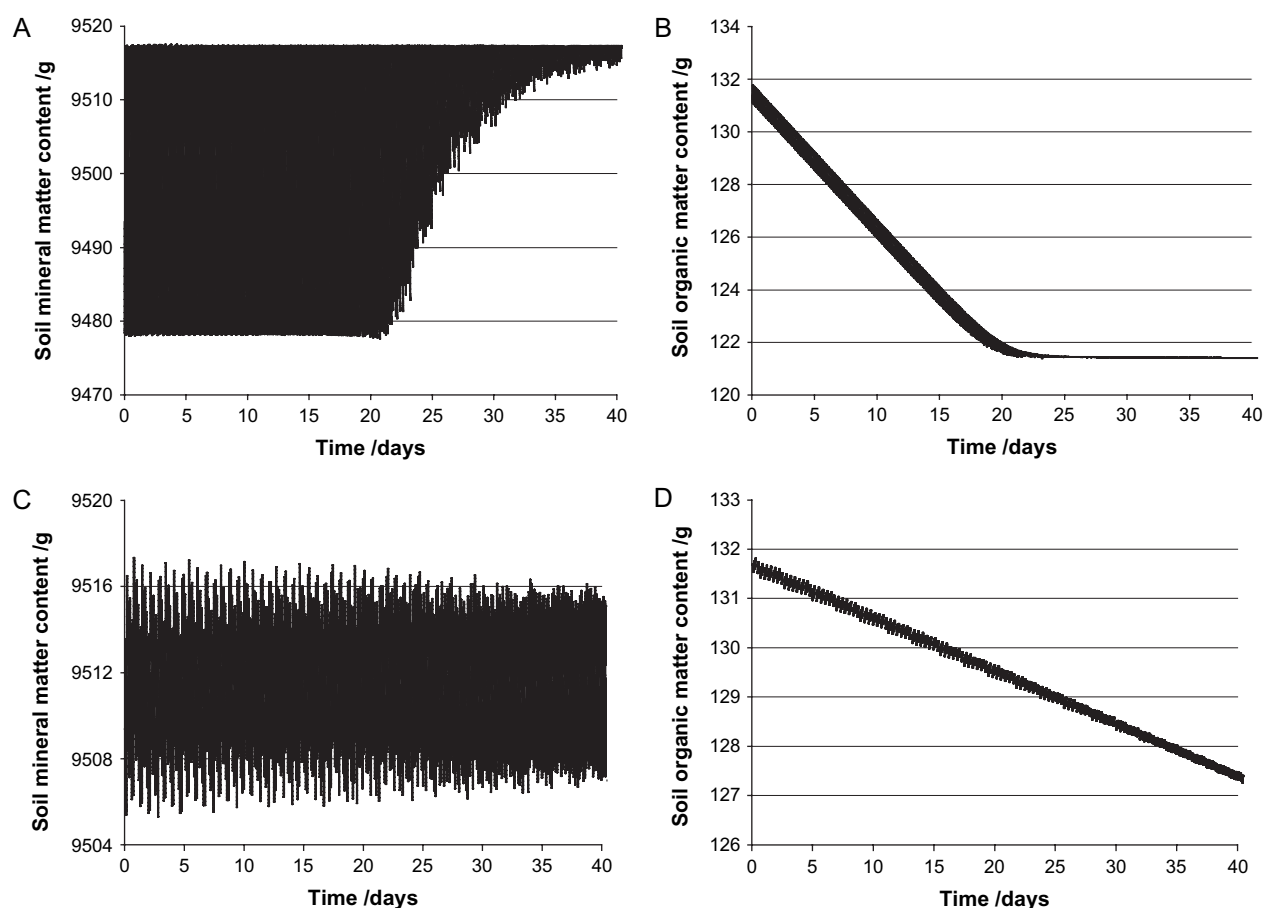 A
Soil mineral matter content /g
9520
9510
9500
9490
9480
9470
0 5 10 15 20 25 30 35 40
Time /days
B
Soil organic matter content /g
134
132
130
128
126
124
122
120
0 5 10 15 20 25 30 35 40
Time /days
C
Soil mineral matter content /g
9520
9516
9512
9508
9504
0 5 10 15 20 25 30 35 40
Time /days
D
Soil organic matter content /g
133
132
131
130
129
128
127
126
0 5 10 15 20 25 30 35 40
Time /days